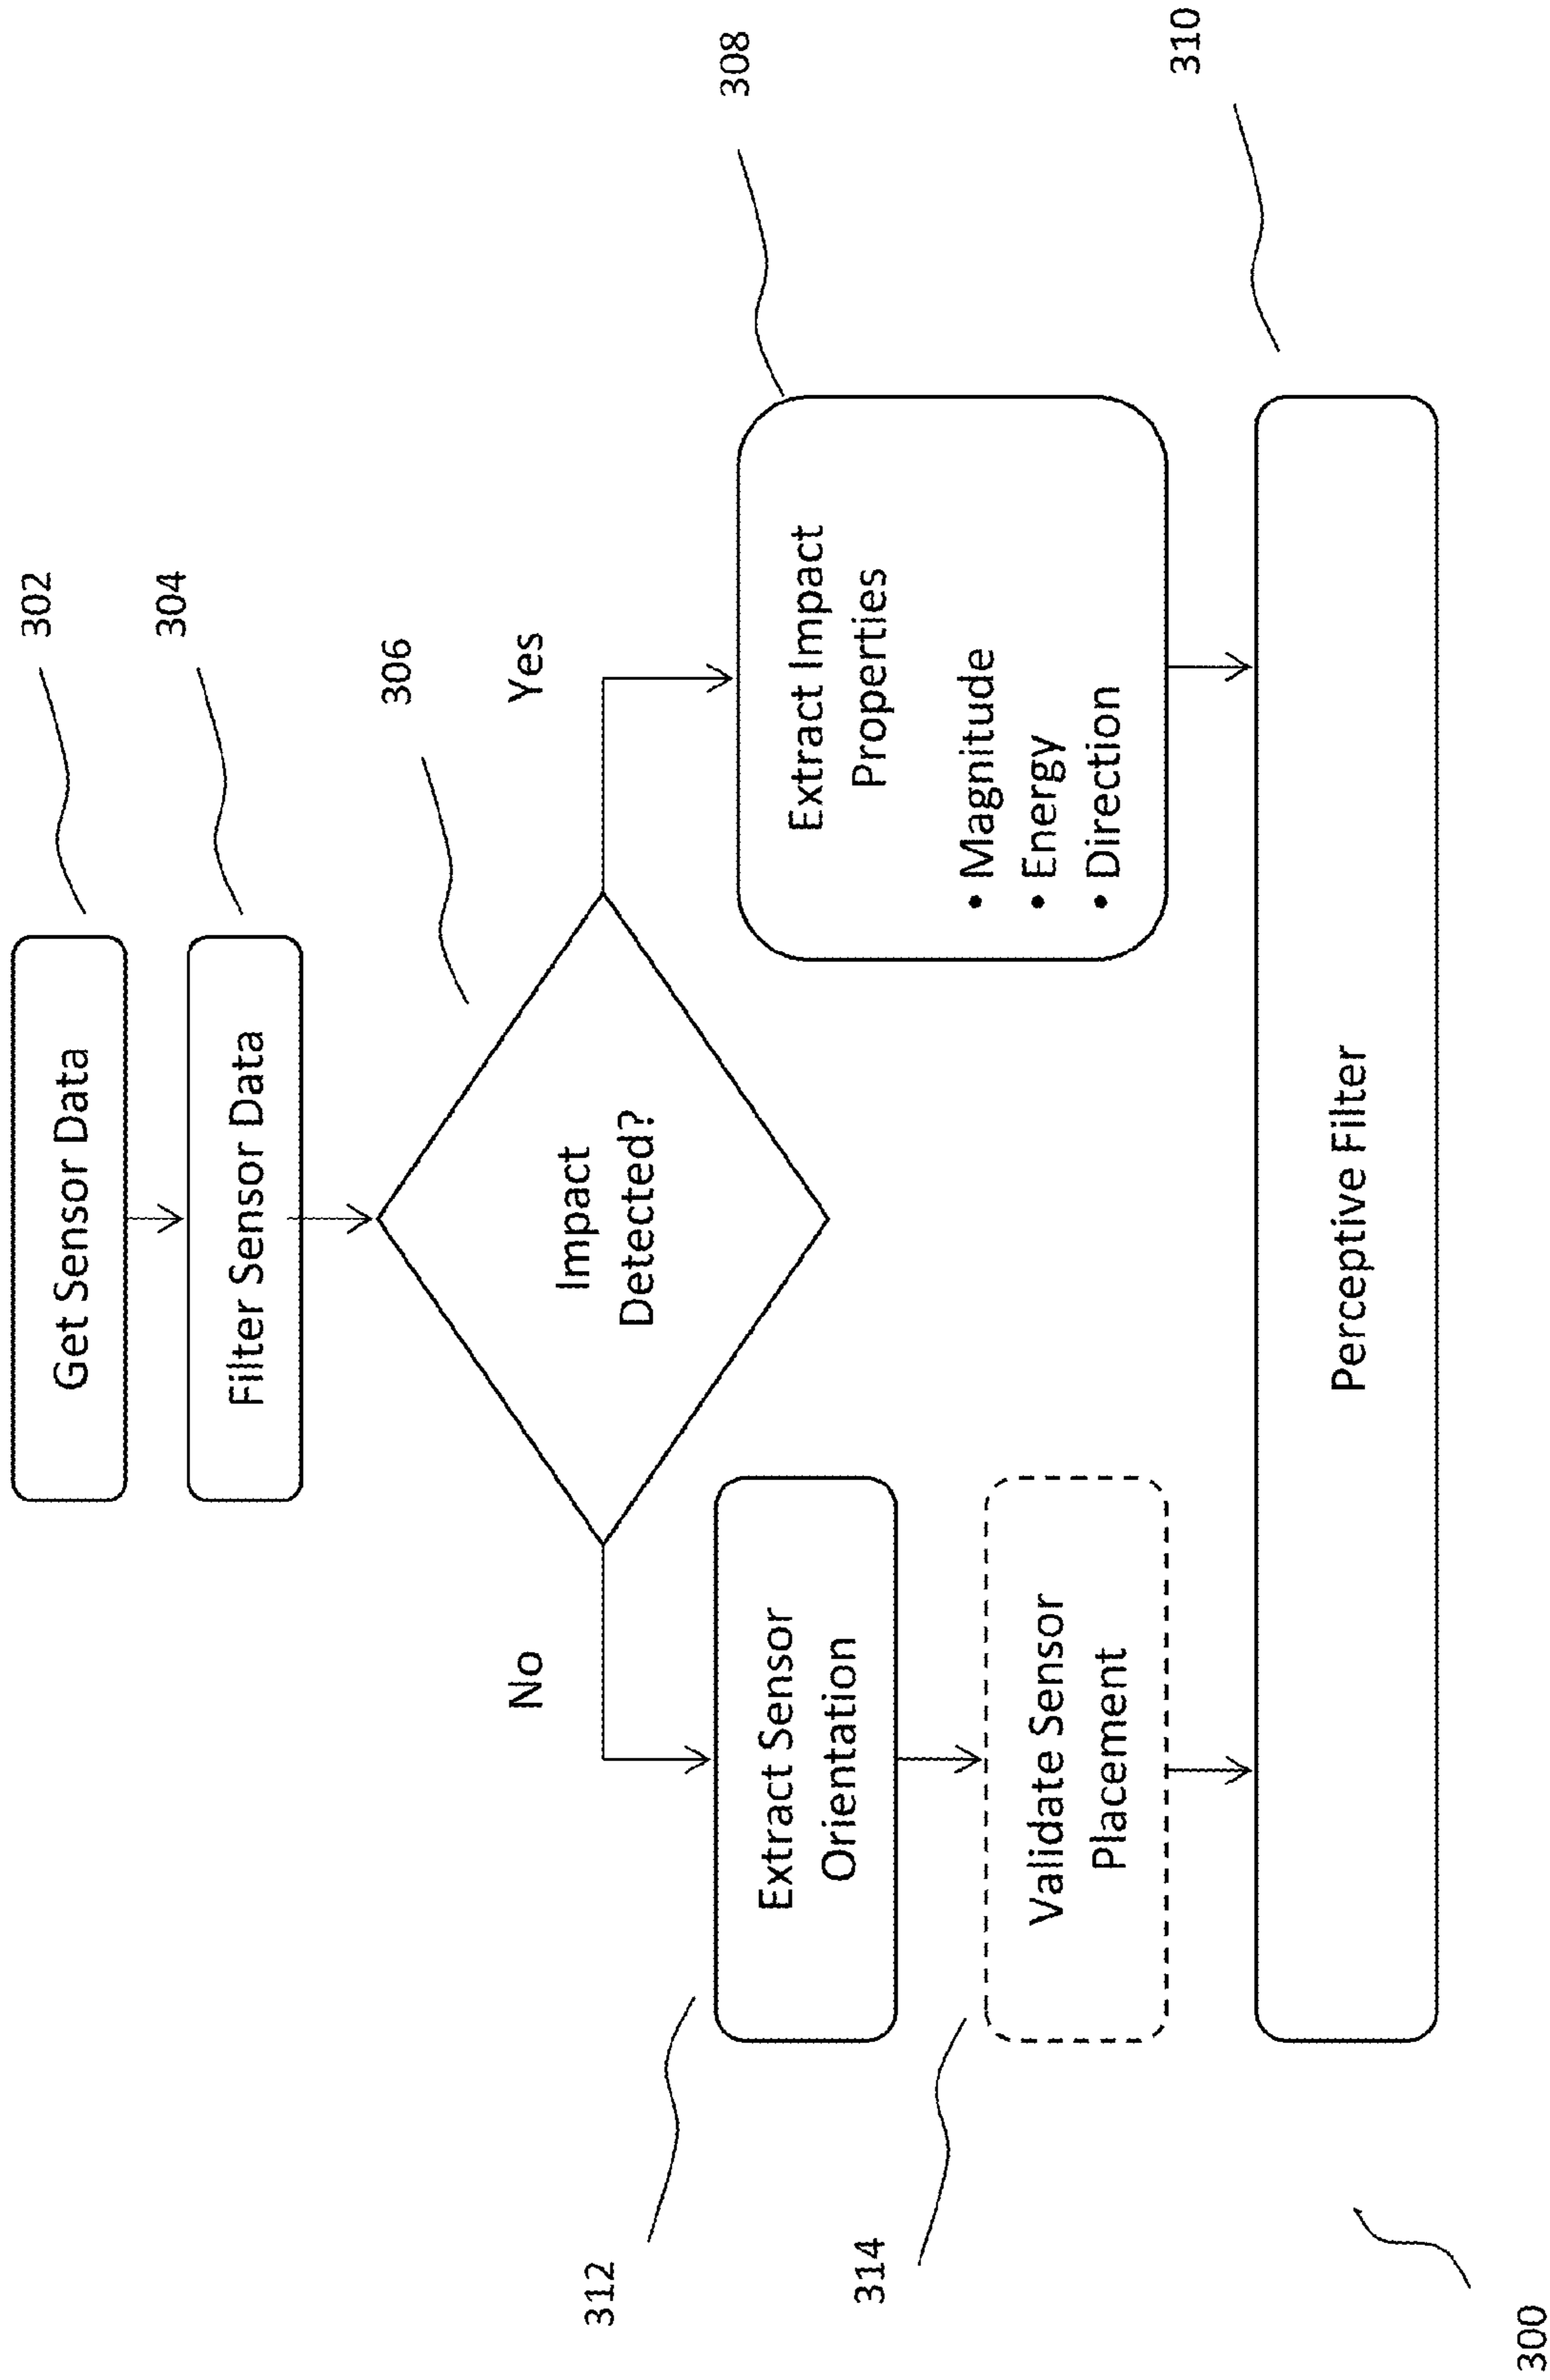 302
Get Sensor Data
304
Filter Sensor Data
306
Impact
Detected?
No
Yes
308
Extract Impact
Properties
• Magnitude
• Energy
• Direction
312
Extract Sensor
Orientation
314
Validate Sensor
Placement
310
Perceptive Filter
300